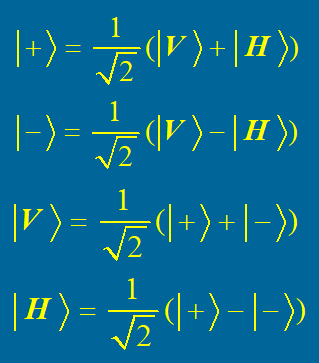 |+⟩ = 1/√2 (|V⟩ + |H⟩)
|−⟩ = 1/√2 (|V⟩ − |H⟩)
|V⟩ = 1/√2 (|+⟩ + |−⟩)
|H⟩ = 1/√2 (|+⟩ − |−⟩)